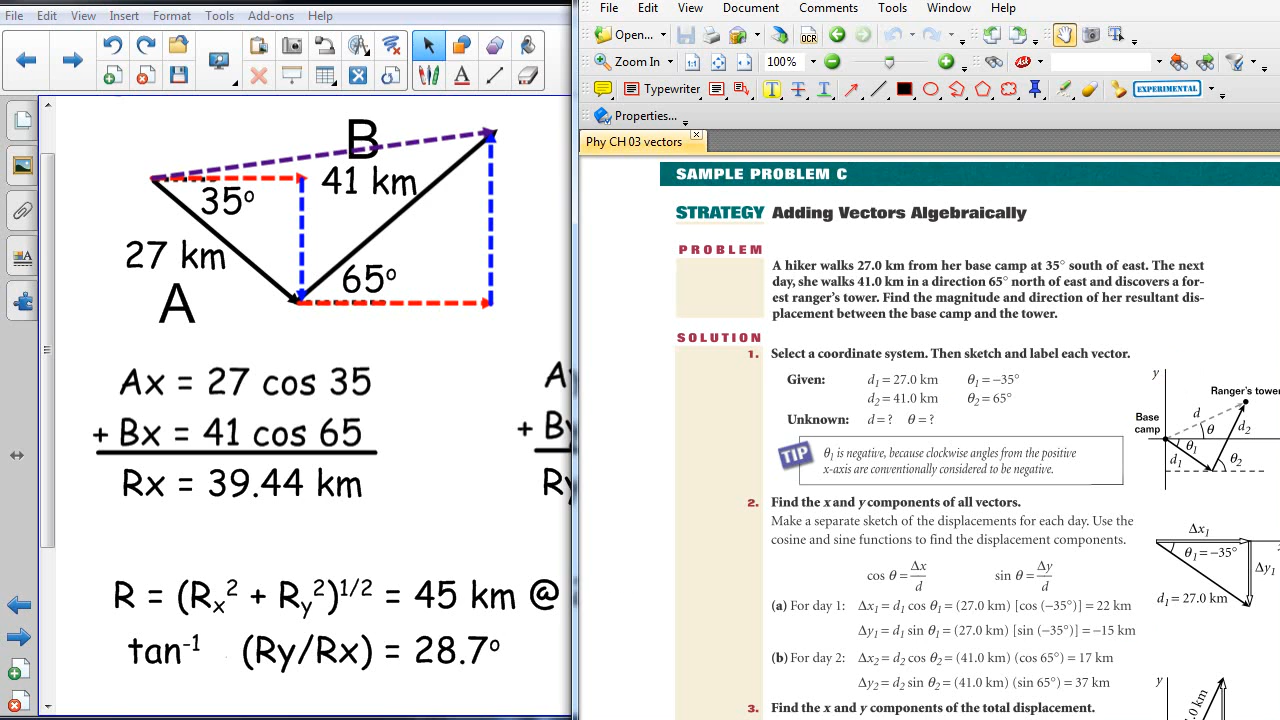 File Edit View Insert Format Tools Add-ons Help
B
41 km
35º
27 km
65º
A
Ax = 27 cos 35
+ Bx = 41 cos 65
Rx = 39.44 km
+ By
Ry
R = (Rx² + Ry²)¹/² = 45 km @
tan⁻¹ (Ry/Rx) = 28.7º
File Edit View Document Comments Tools Window Help
Open...
OCR
Zoom In 100%
Typewriter T T T EXPERIMENTAL
Properties...
Phy CH 03 vectors
SAMPLE PROBLEM C
STRATEGY Adding Vectors Algebraically
PROBLEM
A hiker walks 27.0 km from her base camp at 35° south of east. The next
day, she walks 41.0 km in a direction 65° north of east and discovers a for-
est ranger's tower. Find the magnitude and direction of her resultant dis-
placement between the base camp and the tower.
SOLUTION
1. Select a coordinate system. Then sketch and label each vector.
Given: d1 = 27.0 km θ1 = −35°
d2 = 41.0 km θ2 = 65°
Unknown: d = ? θ = ?
TIP θ1 is negative, because clockwise angles from the positive
x-axis are conventionally considered to be negative.
y
Ranger's tower
Base
camp
d
θ
d2
θ1
d1
θ2
2. Find the x and y components of all vectors.
Make a separate sketch of the displacements for each day. Use the
cosine and sine functions to find the displacement components.
cos θ = Δx/d sin θ = Δy/d
(a) For day 1: Δx1 = d1 cos θ1 = (27.0 km) [cos (−35°)] = 22 km
Δy1 = d1 sin θ1 = (27.0 km) [sin (−35°)] = −15 km
(b) For day 2: Δx2 = d2 cos θ2 = (41.0 km) (cos 65°) = 17 km
Δy2 = d2 sin θ2 = (41.0 km) (sin 65°) = 37 km
Δx1
θ1 = −35°
Δy1
d1 = 27.0 km
y
3. Find the x and y components of the total displacement.